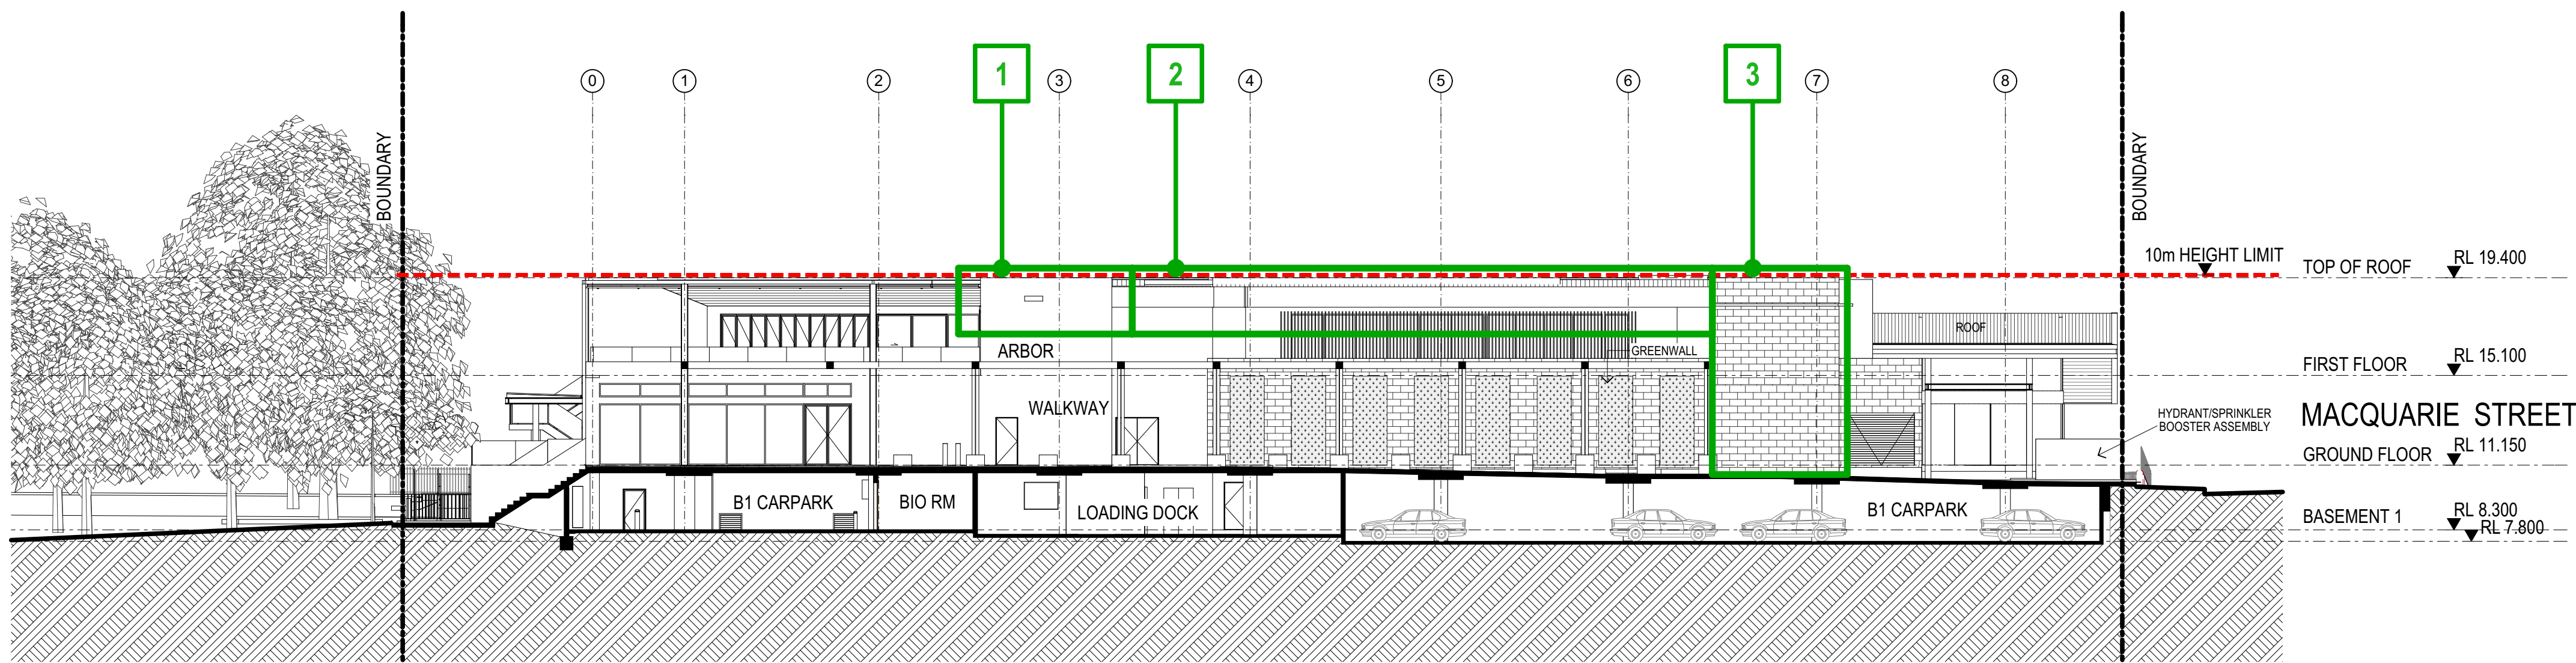 1
2
3
0
1
2
3
4
5
6
7
8
BOUNDARY
BOUNDARY
10m HEIGHT LIMIT
TOP OF ROOF
RL 19.400
ROOF
ARBOR
GREENWALL
FIRST FLOOR
RL 15.100
WALKWAY
HYDRANT/SPRINKLER
BOOSTER ASSEMBLY
MACQUARIE STREET
GROUND FLOOR
RL 11.150
B1 CARPARK
BIO RM
LOADING DOCK
B1 CARPARK
BASEMENT 1
RL 8.300
RL 7.800